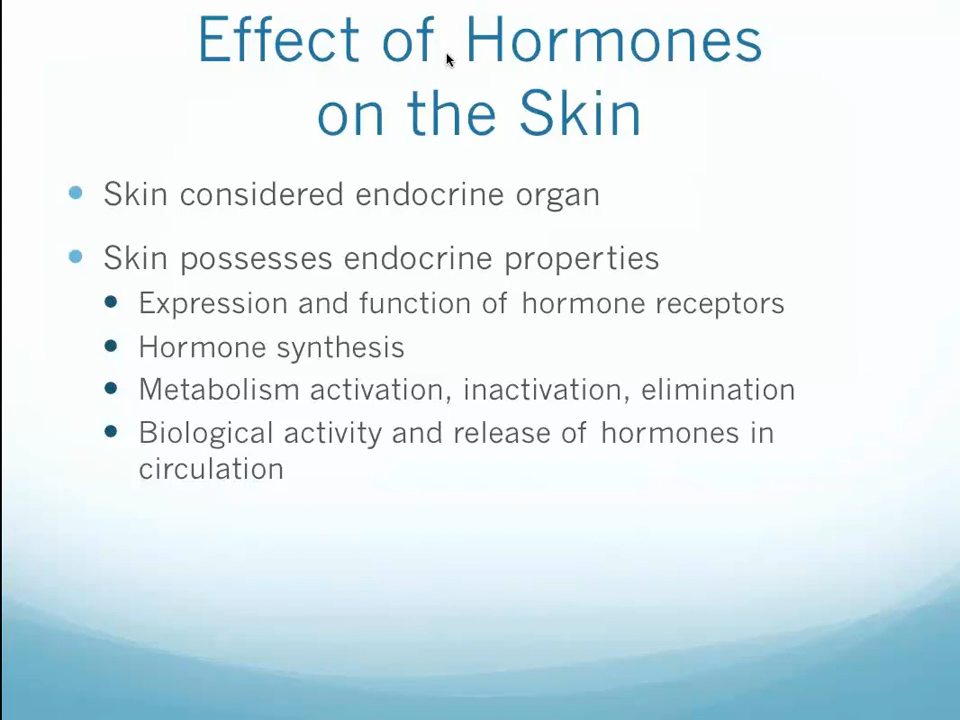 Effect of Hormones
on the Skin
Skin considered endocrine organ
Skin possesses endocrine properties
Expression and function of hormone receptors
Hormone synthesis
Metabolism activation, inactivation, elimination
Biological activity and release of hormones in
circulation